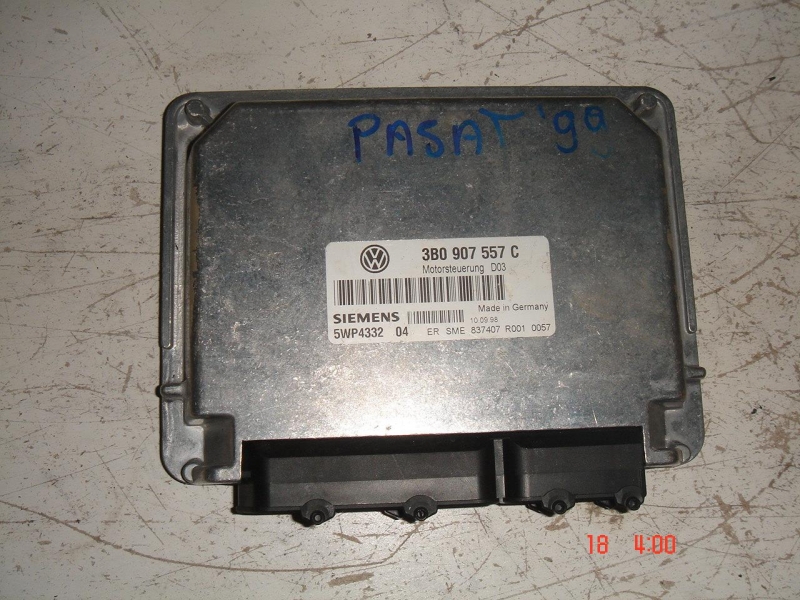 PASAT '99
3B0 907 557 C
Motorsteuerung D03
Made in Germany
SIEMENS
10.09.98
5WP4332 04 ER SME 837407 R001 0057
18 4:00